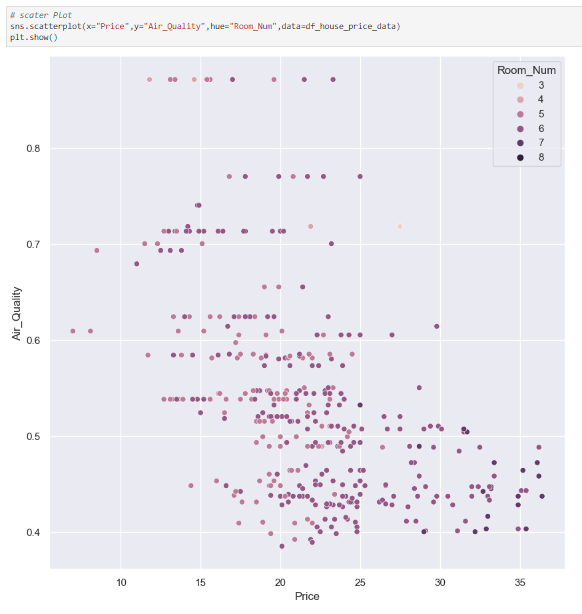 # scater Plot
sns.scatterplot(x="Price",y="Air_Quality",hue="Room_Num",data=df_house_price_data)
plt.show()
Room_Num
3
4
5
6
7
8
0.8
0.7
0.6
0.5
0.4
Air_Quality
10 15 20 25 30 35
Price